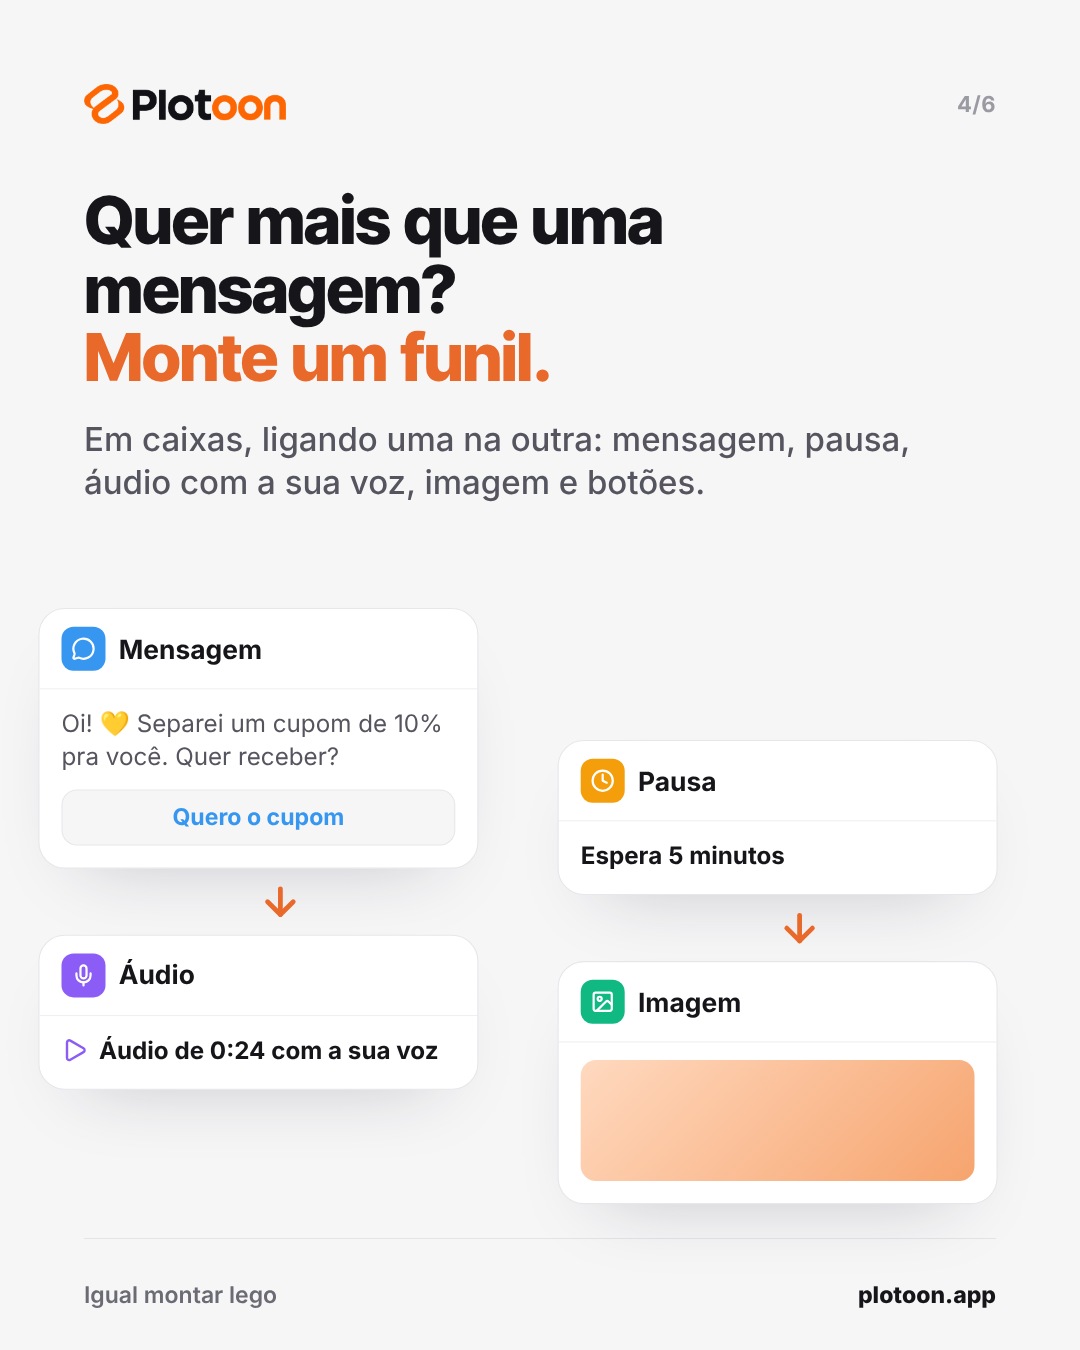 Plotoon
4/6
Quer mais que uma
mensagem?
Monte um funil.
Em caixas, ligando uma na outra: mensagem, pausa,
áudio com a sua voz, imagem e botões.
Mensagem
Oi! 💛 Separei um cupom de 10%
pra você. Quer receber?
Quero o cupom
Áudio
Áudio de 0:24 com a sua voz
Pausa
Espera 5 minutos
Imagem
Igual montar lego
plotoon.app